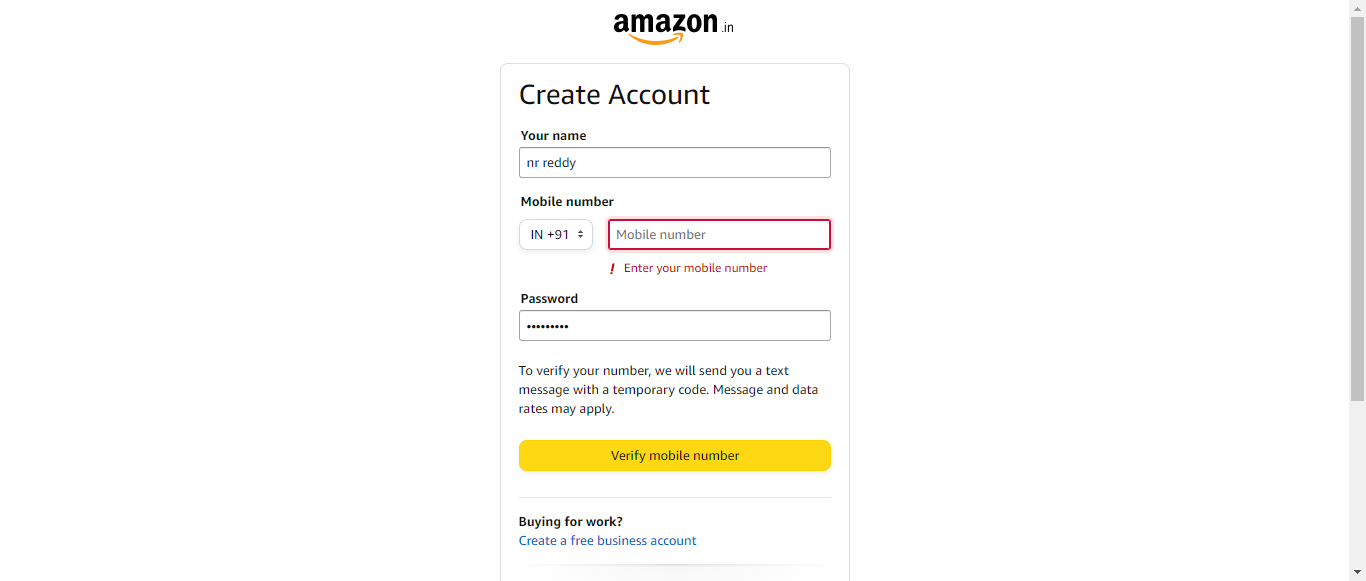 amazon.in
Create Account
Your name
nr reddy
Mobile number
IN +91
Mobile number
! Enter your mobile number
Password
•••••••••
To verify your number, we will send you a text
message with a temporary code. Message and data
rates may apply.
Verify mobile number
Buying for work?
Create a free business account